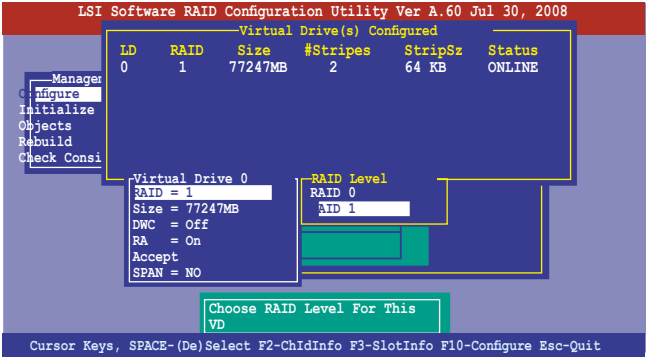 LSI Software RAID Configuration Utility Ver A.60 Jul 30, 2008
Virtual Drive(s) Configured
LD RAID Size #Stripes StripSz Status
0 1 77247MB 2 64 KB ONLINE
Managem
Configure
Initialize
Objects
Rebuild
Check Consi
Virtual Drive 0
RAID = 1
Size = 77247MB
DWC = Off
RA = On
Accept
SPAN = NO
RAID Level
RAID 0
RAID 1
Choose RAID Level For This
VD
Cursor Keys, SPACE-(De)Select F2-ChIdInfo F3-SlotInfo F10-Configure Esc-Quit